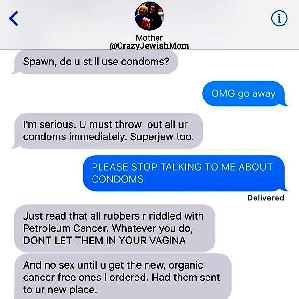 Mother
@CrazyJewishMom
Spawn, do u still use condoms?
OMG go away
I'm serious. U must throw out all ur
condoms immediately. Superjew too.
PLEASE STOP TALKING TO ME ABOUT
CONDOMS
Delivered
Just read that all rubbers r riddled with
Petroleum Cancer. Whatever you do,
DONT LET THEM IN YOUR VAGINA
And no sex until u get the new, organic
cancer free ones I ordered. Had them sent
to ur new place.